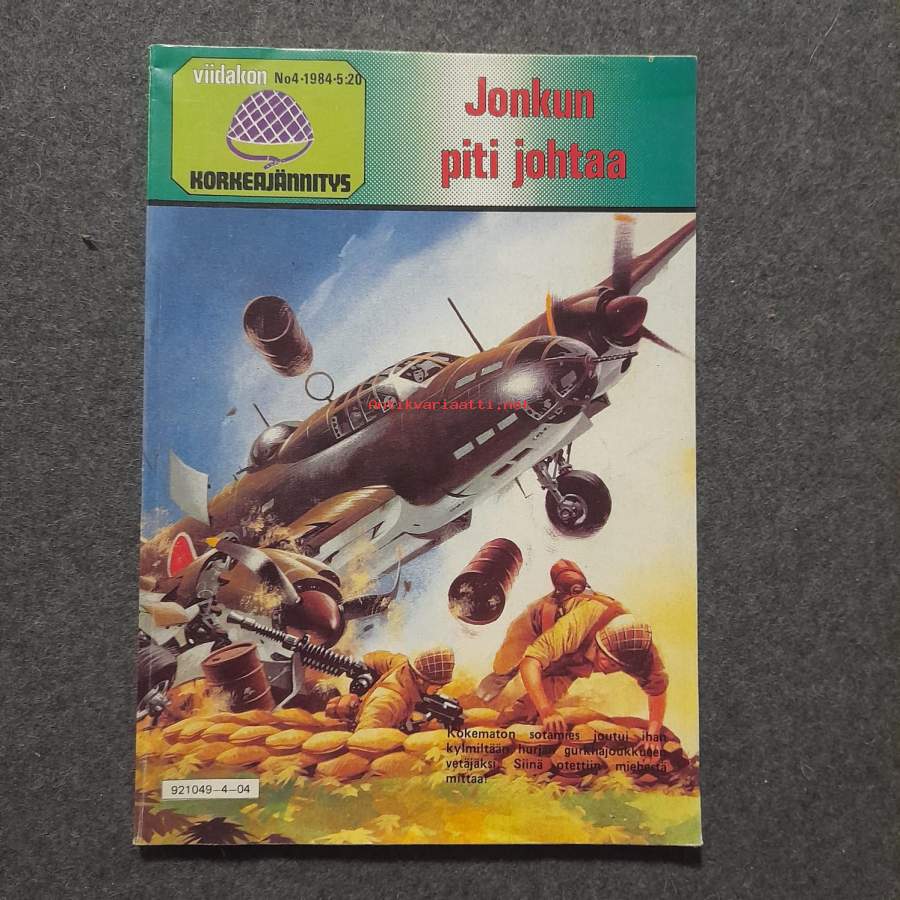 viidakon No4·1984·5:20
KORKEAJÄNNITYS
Jonkun
piti johtaa
Antikvariaatti.net
Kokematon sotamies joutui ihan
kylmiltään hurjan gurkhajoukkueen
vetäjäksi. Siinä otettiin miehestä
mittaa!
921049-4-04